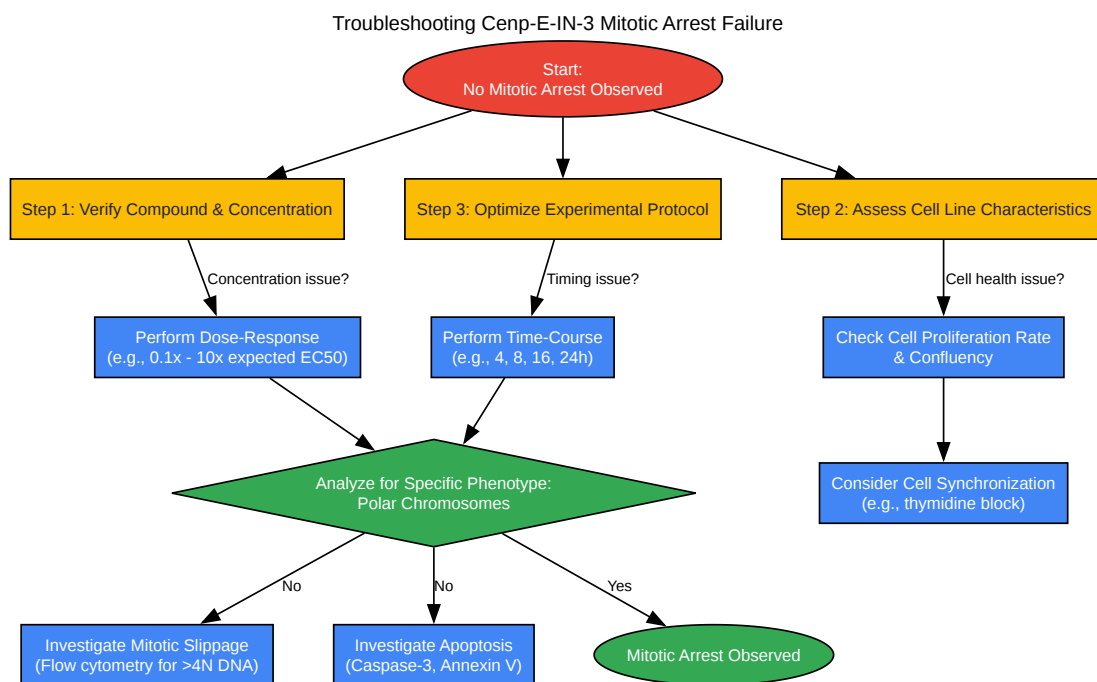 Troubleshooting Cenp-E-IN-3 Mitotic Arrest Failure
Start:
No Mitotic Arrest Observed
Step 1: Verify Compound & Concentration
Step 3: Optimize Experimental Protocol
Step 2: Assess Cell Line Characteristics
Concentration issue?
Timing issue?
Cell health issue?
Perform Dose-Response
(e.g., 0.1x - 10x expected EC50)
Perform Time-Course
(e.g., 4, 8, 16, 24h)
Check Cell Proliferation Rate
& Confluency
Analyze for Specific Phenotype:
Polar Chromosomes
Consider Cell Synchronization
(e.g., thymidine block)
No
No
Yes
Investigate Mitotic Slippage
(Flow cytometry for >4N DNA)
Investigate Apoptosis
(Caspase-3, Annexin V)
Mitotic Arrest Observed